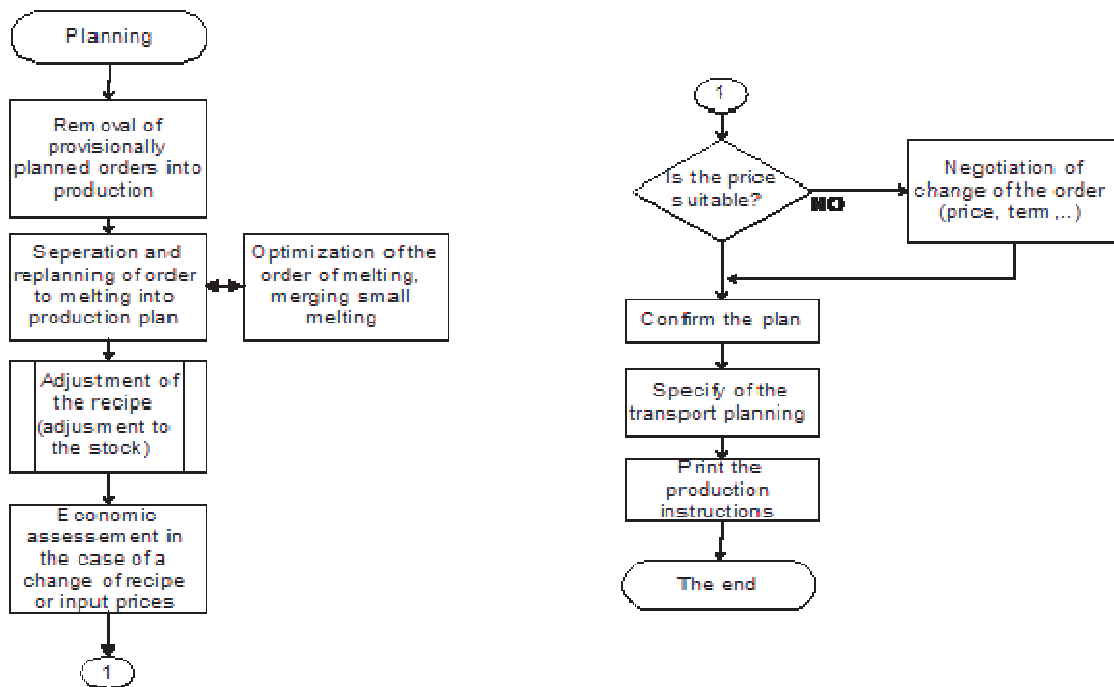 Planning
Removal of
provisionally
planned orders into
production
Seperation and
replanning of order
to melting into
production plan
Optimization of the
order of melting,
merging small
melting
Adjustment of
the recipe
(adjusment to
the stock)
Economic
assessement in
the case of a
change of recipe
or input prices
1
1
Is the price
suitable?
NO
Negotiation of
change of the order
(price, term,..)
Confirm the plan
Specify of the
transport planning
Print the
production
instructions
The end